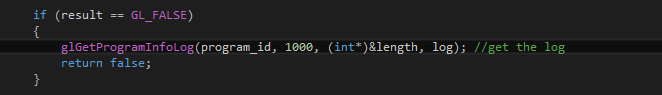 if (result == GL_FALSE)
{
glGetProgramInfoLog(program_id, 1000, (int*)&length, log); //get the log
return false;
}